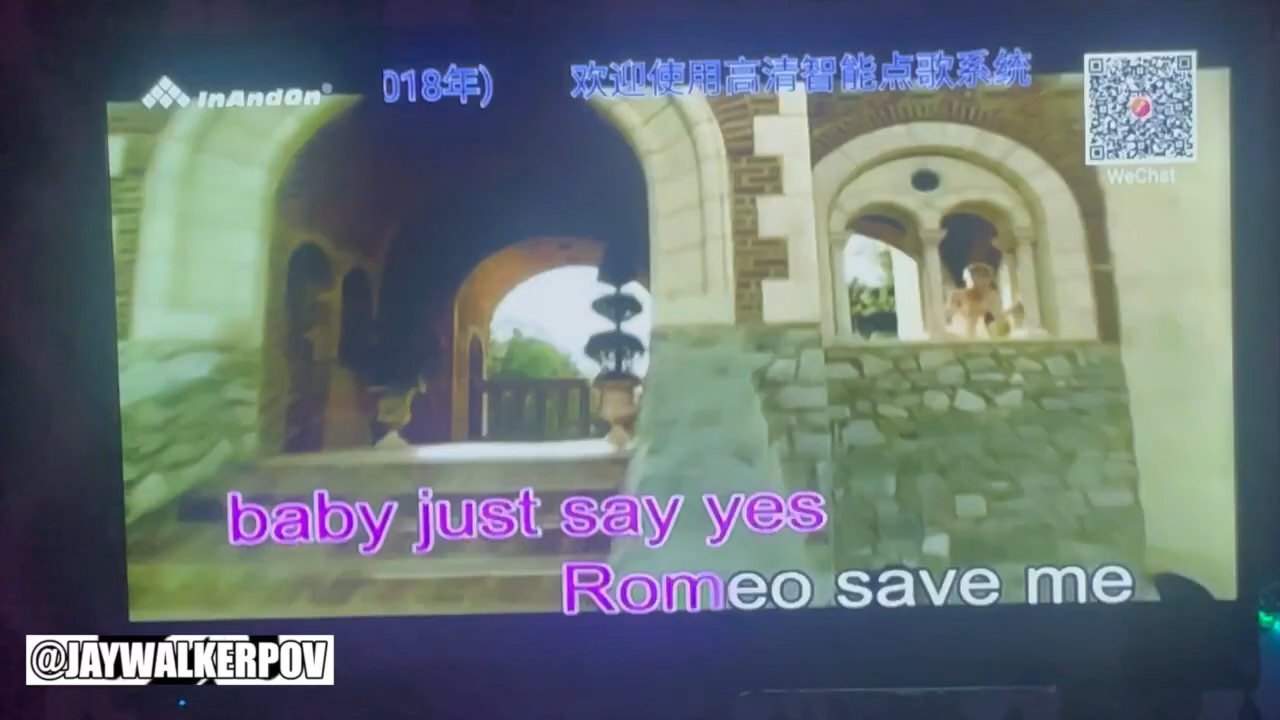 InAndOn®
018年)
欢迎使用高清智能点歌系统
WeChat
baby just say yes
Romeo save me
@JAYWALKERPOV